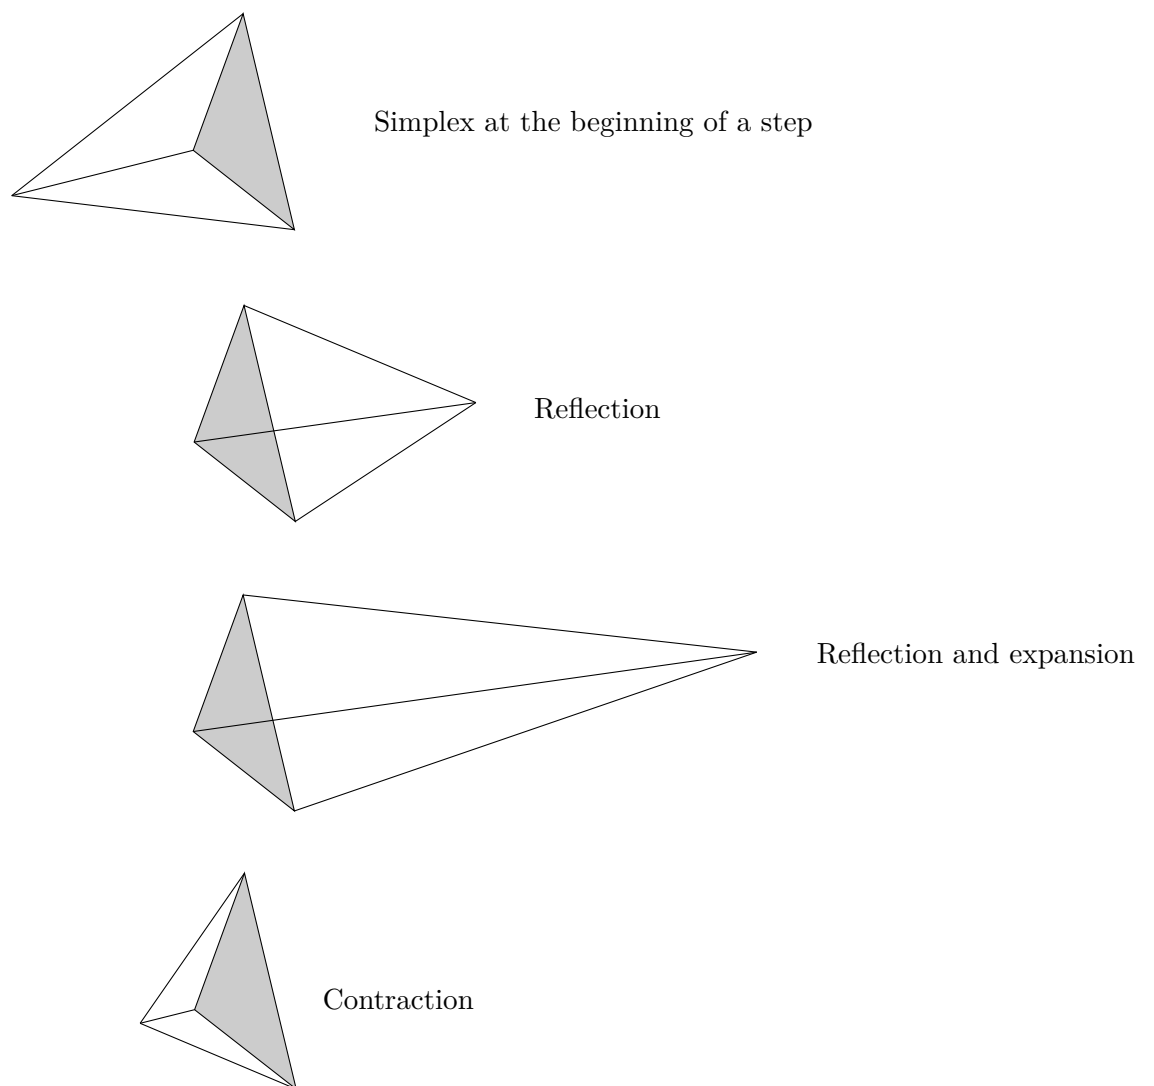 Simplex at the beginning of a step
Reflection
Reflection and expansion
Contraction